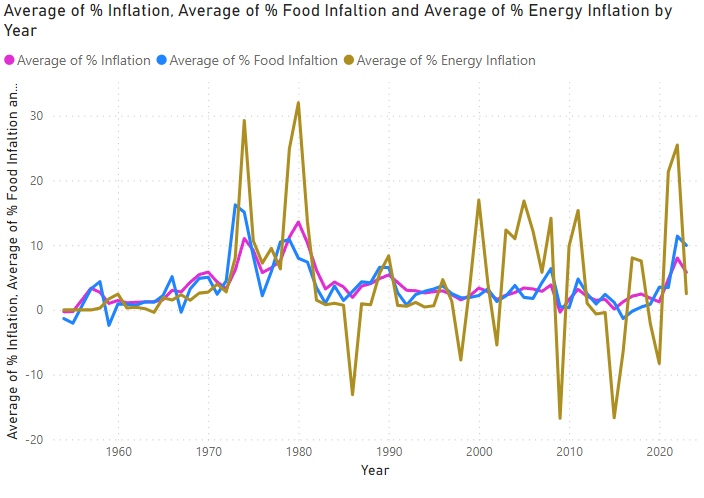 Average of % Inflation, Average of % Food Infaltion and Average of % Energy Inflation by
Year
Average of % Inflation Average of % Food Infaltion Average of % Energy Inflation
Average of % Inflation, Average of % Food Infaltion an...
30
20
10
0
-10
-20
1960 1970 1980 1990 2000 2010 2020
Year